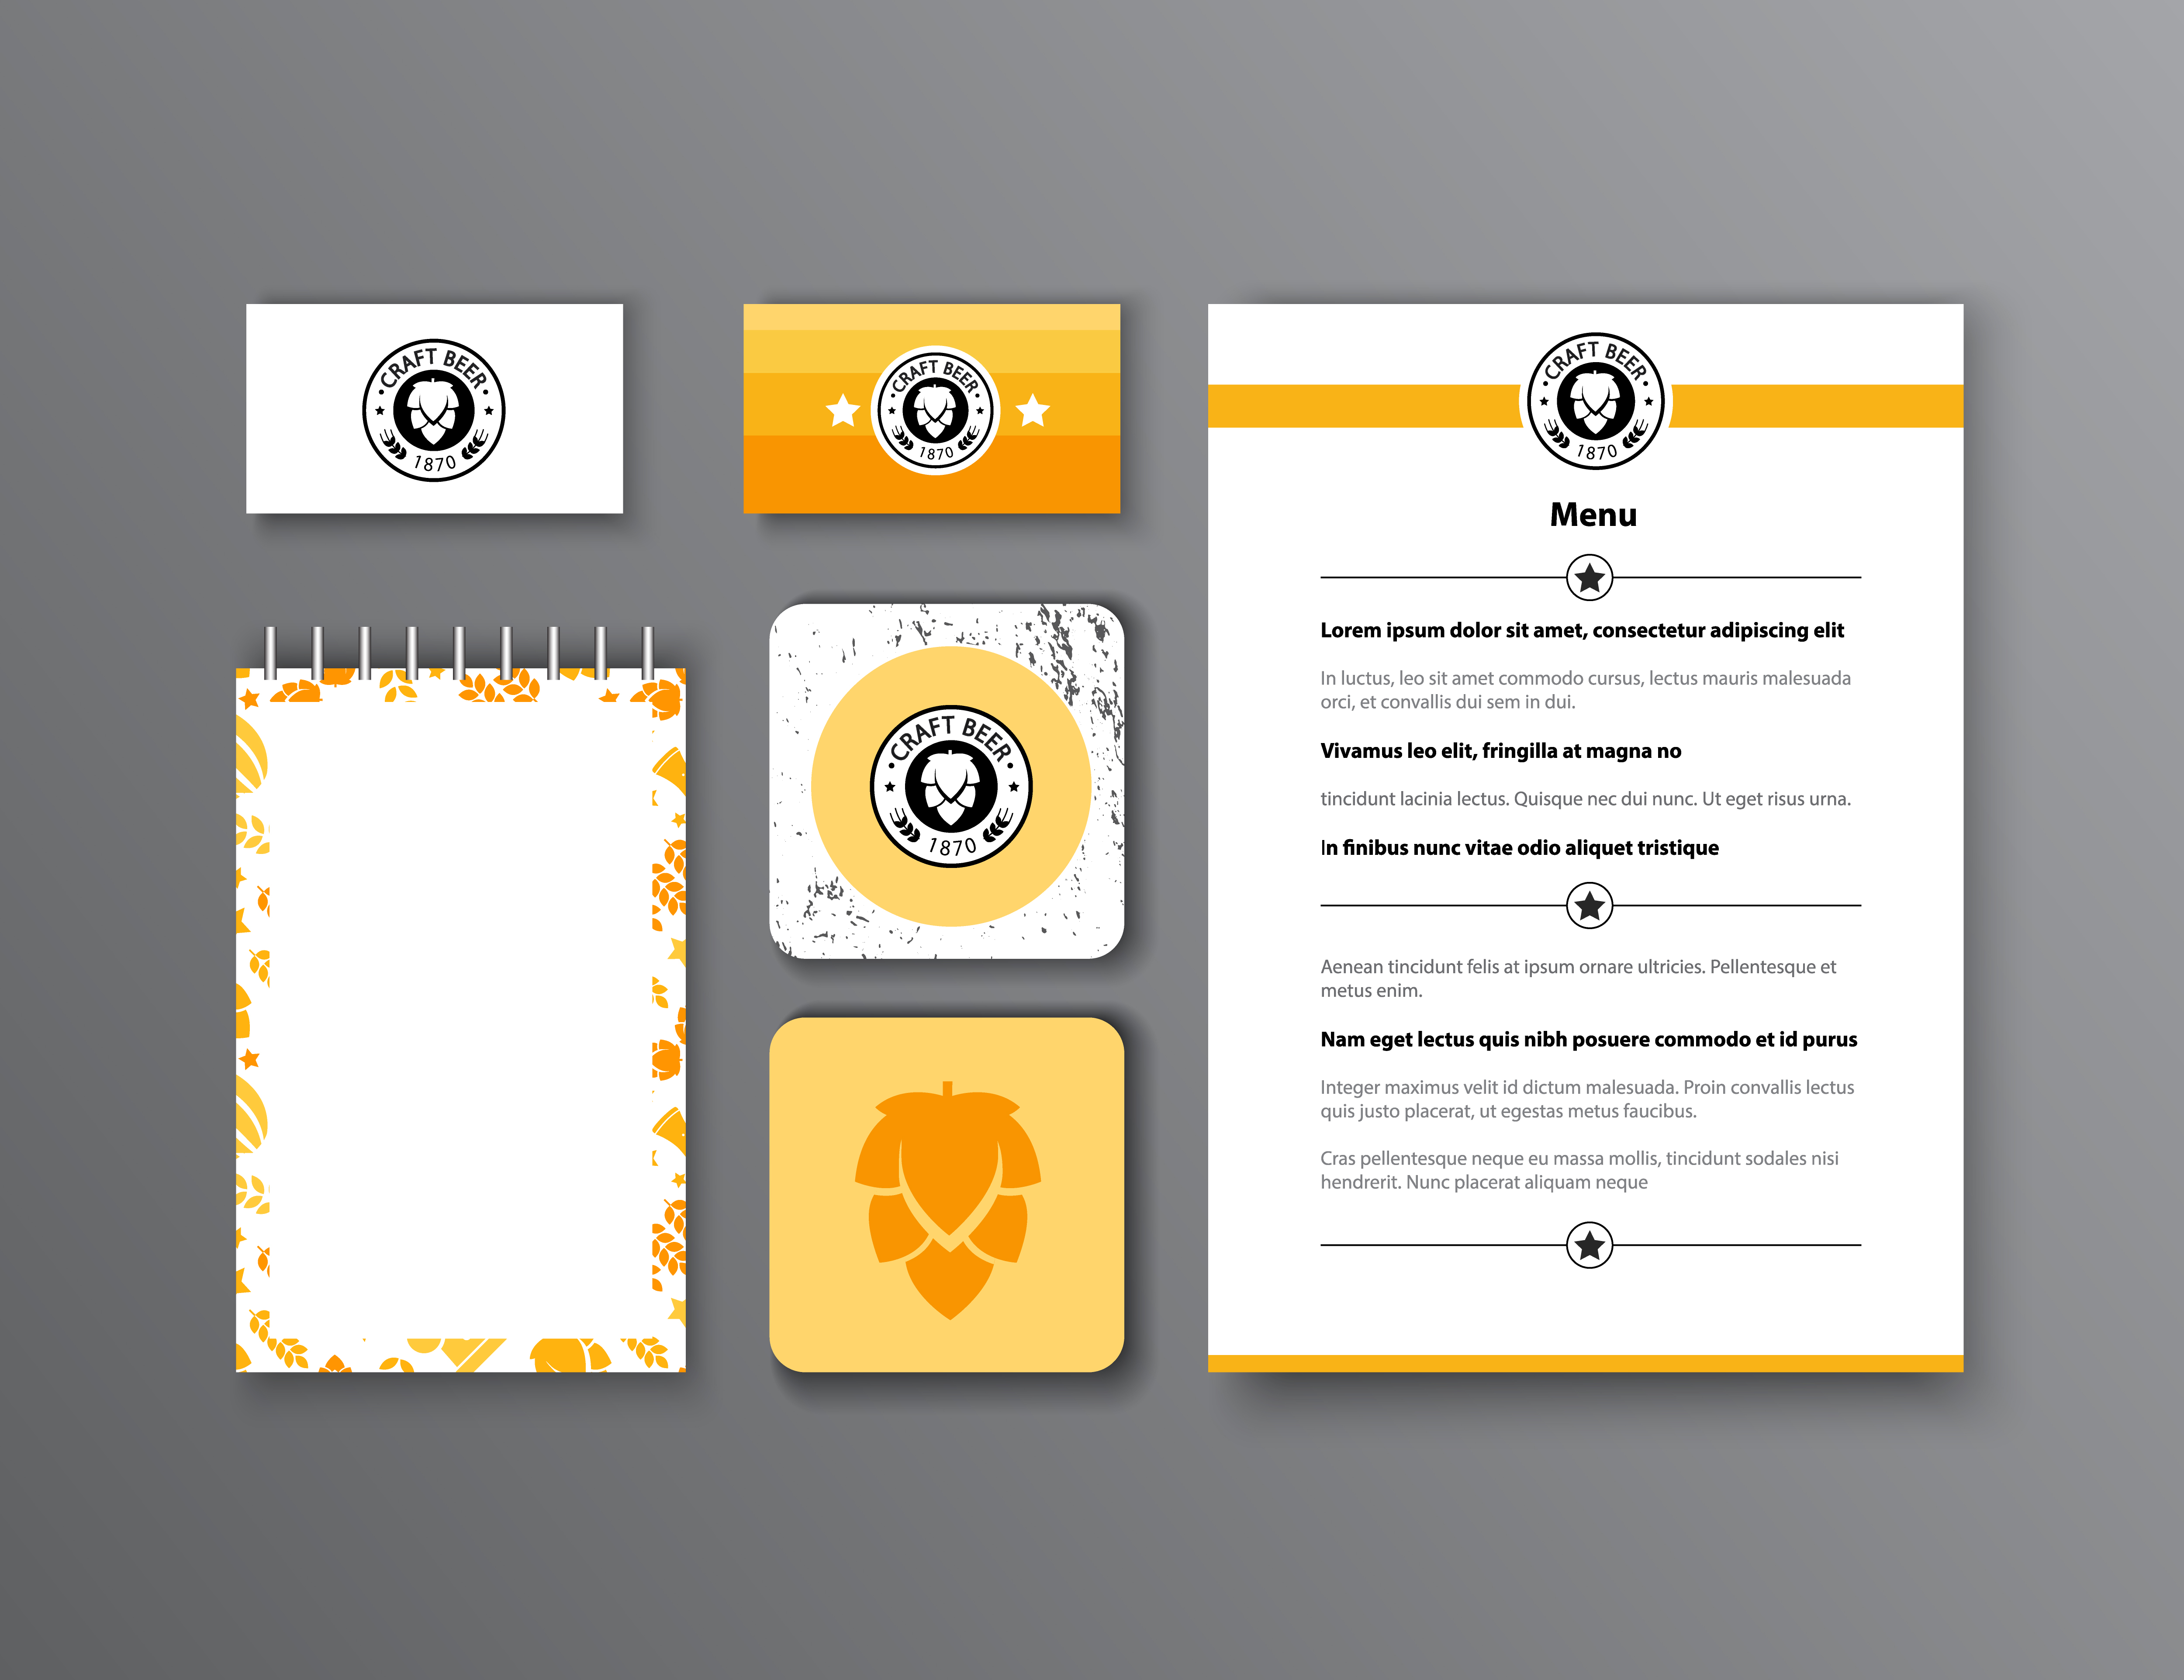 CRAFT BEER
1870
CRAFT BEER
1870
CRAFT BEER
1870
CRAFT BEER
1870
Menu
Lorem ipsum dolor sit amet, consectetur adipiscing elit
In luctus, leo sit amet commodo cursus, lectus mauris malesuada
orci, et convallis dui sem in dui.
Vivamus leo elit, fringilla at magna no
tincidunt lacinia lectus. Quisque nec dui nunc. Ut eget risus urna.
In finibus nunc vitae odio aliquet tristique
Aenean tincidunt felis at ipsum ornare ultricies. Pellentesque et
metus enim.
Nam eget lectus quis nibh posuere commodo et id purus
Integer maximus velit id dictum malesuada. Proin convallis lectus
quis justo placerat, ut egestas metus faucibus.
Cras pellentesque neque eu massa mollis, tincidunt sodales nisi
hendrerit. Nunc placerat aliquam neque